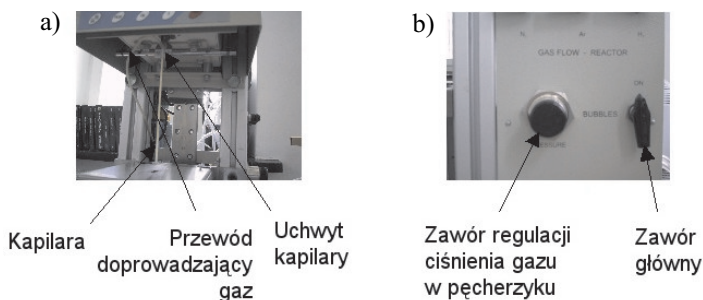 a)
b)
GAS-FLOW - REACTOR
ON
BUBBLES
Kapilara
Przewód
doprowadzający
gaz
Uchwyt
kapilary
Zawór regulacji
ciśnienia gazu
w pęcherzyku
Zawór
główny